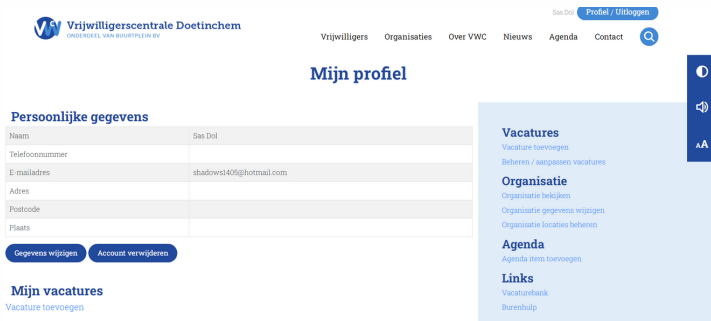 Sas Dol Profiel / Uitloggen
Vrijwilligerscentrale Doetinchem
ONDERDEEL VAN BUURTPLEIN BV
Vrijwilligers Organisaties Over VWC Nieuws Agenda Contact
Mijn profiel
Persoonlijke gegevens
Naam Sas Dol
Telefoonnummer
E-mailadres shadows1405@hotmail.com
Adres
Postcode
Plaats
Gegevens wijzigen Account verwijderen
Mijn vacatures
Vacature toevoegen
Vacatures
Vacature toevoegen
Beheren / aanpassen vacatures
Organisatie
Organisatie bekijken
Organisatie gegevens wijzigen
Organisatie locaties beheren
Agenda
Agenda item toevoegen
Links
Vacaturebank
Burenhulp
AA